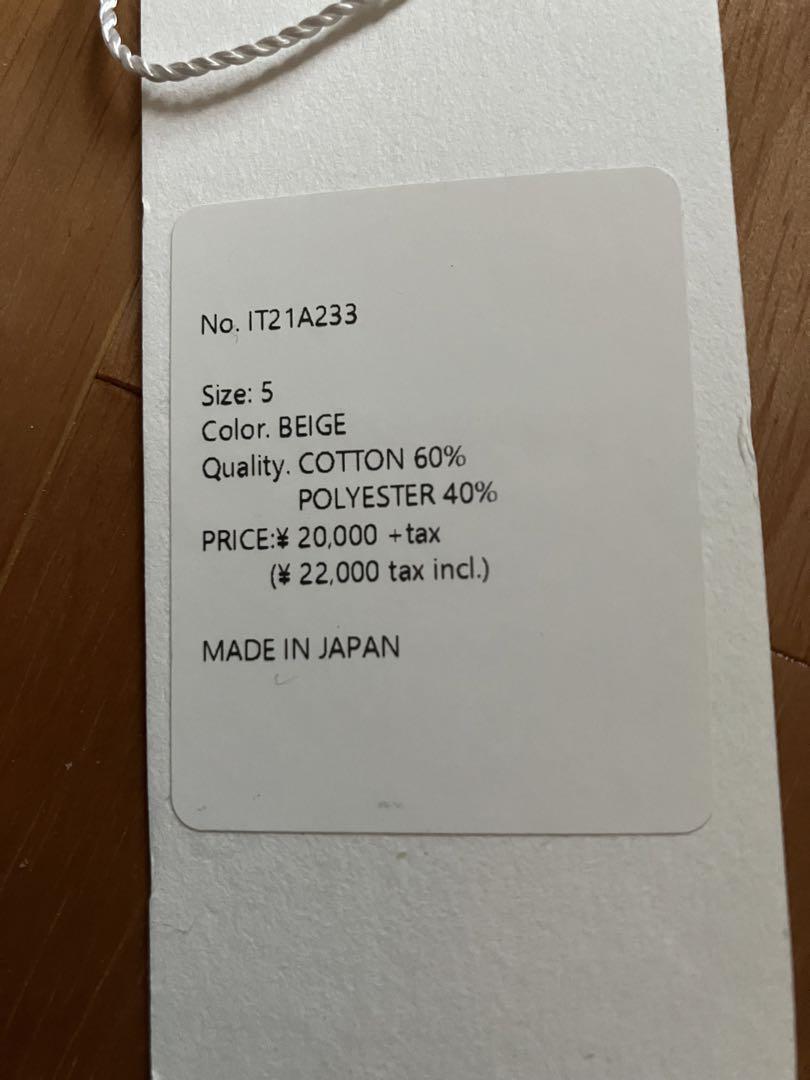 No. IT21A233
Size: 5
Color. BEIGE
Quality. COTTON 60%
POLYESTER 40%
PRICE:¥ 20,000 +tax
(¥ 22,000 tax incl.)
MADE IN JAPAN